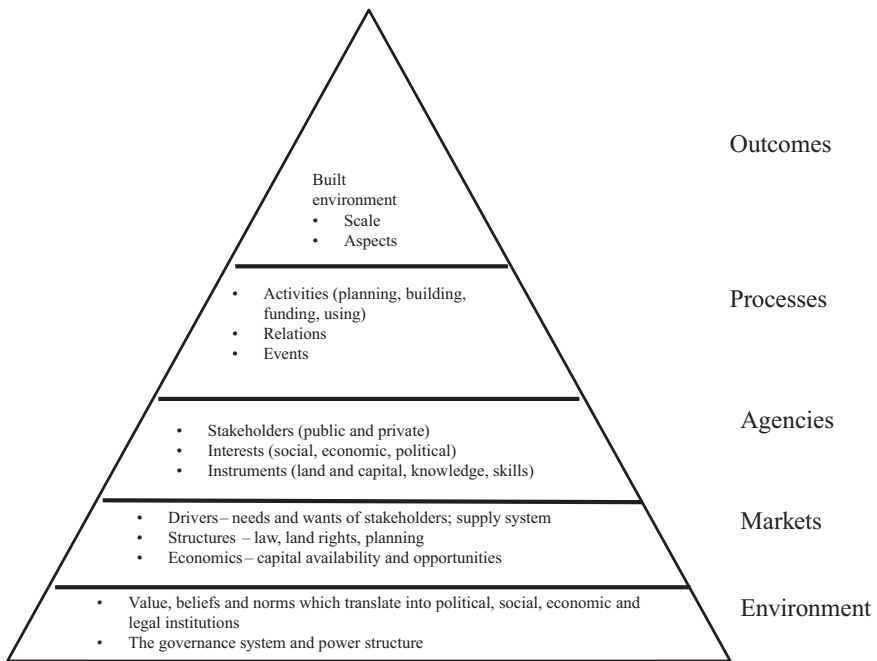 Outcomes
Built
environment
• Scale
• Aspects
Processes
• Activities (planning, building,
funding, using)
• Relations
• Events
Agencies
• Stakeholders (public and private)
• Interests (social, economic, political)
• Instruments (land and capital, knowledge, skills)
Markets
• Drivers – needs and wants of stakeholders; supply system
• Structures – law, land rights, planning
• Economics – capital availability and opportunities
Environment
• Value, beliefs and norms which translate into political, social, economic and
legal institutions
• The governance system and power structure